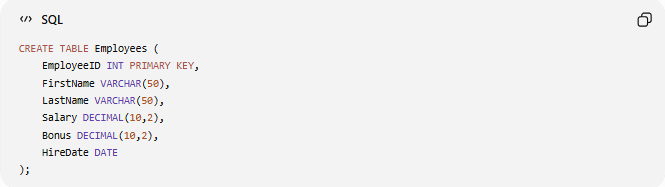 SQL
CREATE TABLE Employees (
    EmployeeID INT PRIMARY KEY,
    FirstName VARCHAR(50),
    LastName VARCHAR(50),
    Salary DECIMAL(10,2),
    Bonus DECIMAL(10,2),
    HireDate DATE
);